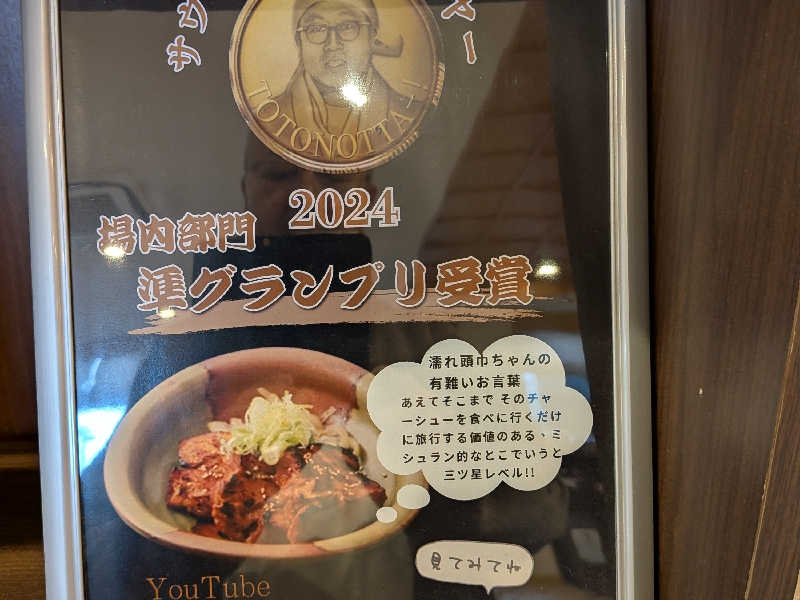 TOTONOTTA-!
2024
場内部門
準グランプリ受賞
濡れ頭巾ちゃんの
有難いお言葉
あえてそこまで そのチャ
ーシューを食べに行くだけ
に旅行する価値のある、ミ
シュラン的なとこでいうと
三ツ星レベル!!
見てみてね
YouTube